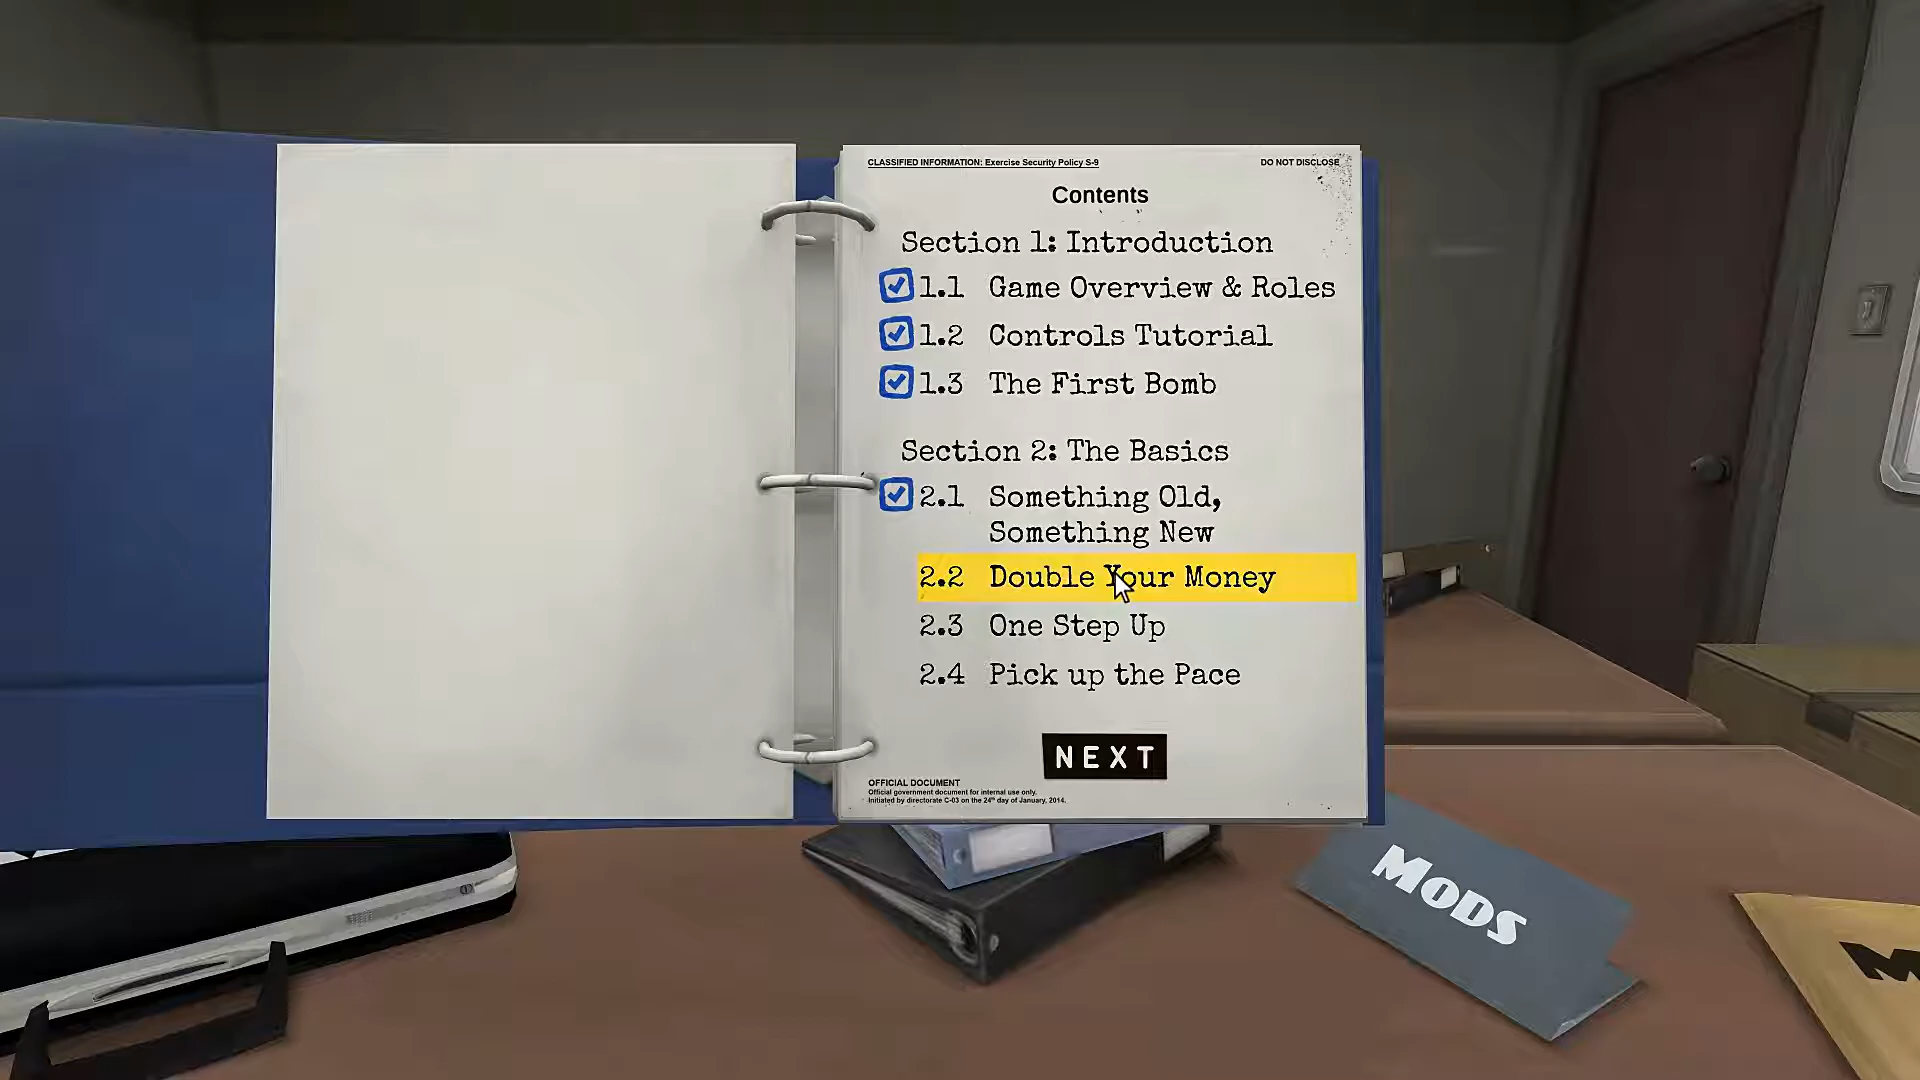 CLASSIFIED INFORMATION: Exercise Security Policy S-9
DO NOT DISCLOSE
Contents
Section 1: Introduction
1.1 Game Overview & Roles
1.2 Controls Tutorial
1.3 The First Bomb
Section 2: The Basics
2.1 Something Old,
Something New
2.2 Double Your Money
2.3 One Step Up
2.4 Pick up the Pace
NEXT
OFFICIAL DOCUMENT
Official government document for internal use only.
Initiated by directorate C-03 on the 24th day of January, 2014.
MODS